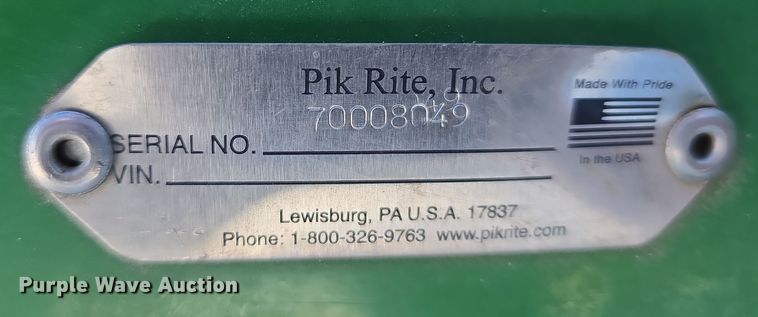 Pik Rite, Inc.
70008049
Made With Pride
In the USA
SERIAL NO.
VIN.
Lewisburg, PA U.S.A. 17837
Phone: 1-800-326-9763 www.pikrite.com
Purple Wave Auction